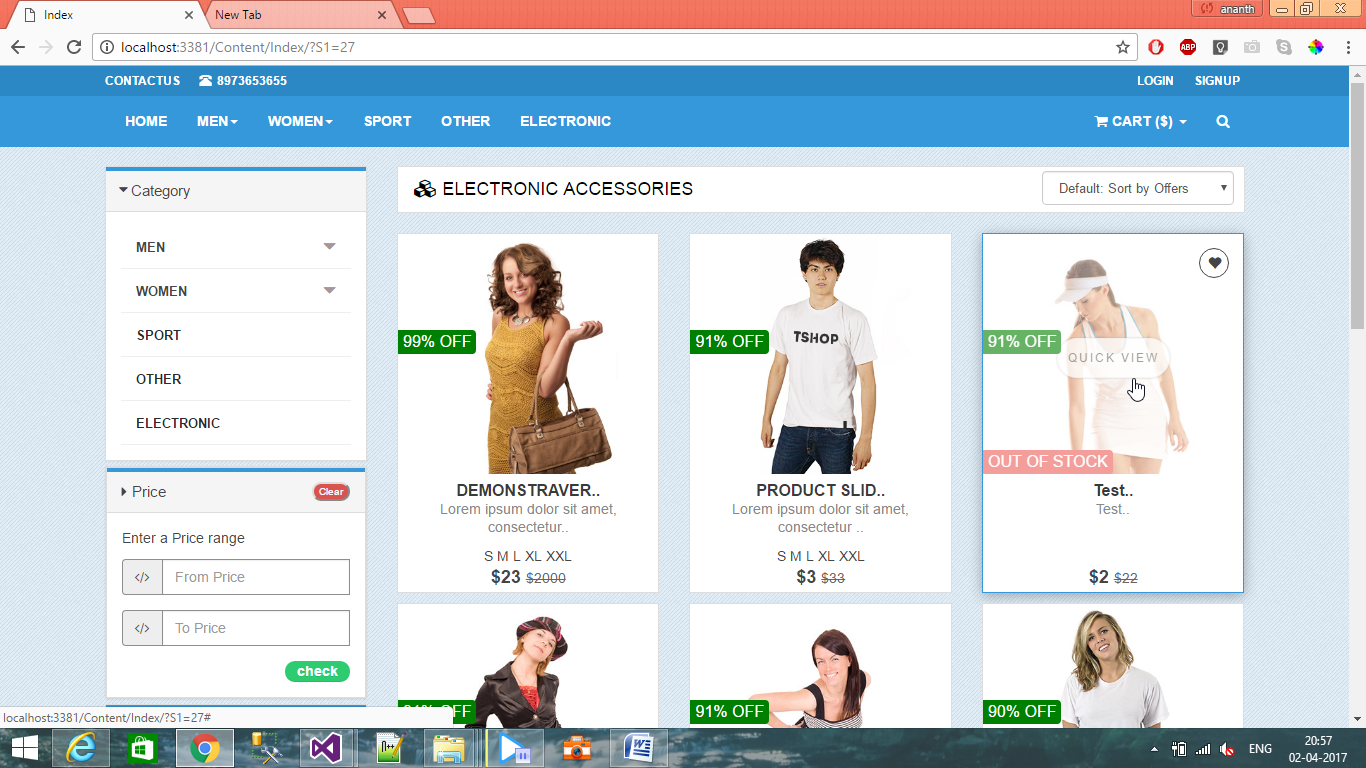 Index
New Tab
ananth
localhost:3381/Content/Index/?S1=27
ABP
CONTACTUS 8973653655
LOGIN SIGNUP
HOME MEN WOMEN SPORT OTHER ELECTRONIC
CART ($)
Category
MEN
WOMEN
SPORT
OTHER
ELECTRONIC
Price
Clear
Enter a Price range
</> From Price
</> To Price
check
ELECTRONIC ACCESSORIES
Default: Sort by Offers
99% OFF
DEMONSTRAVER..
Lorem ipsum dolor sit amet,
consectetur..
S M L XL XXL
$23 $2000
TSHOP
91% OFF
PRODUCT SLID..
Lorem ipsum dolor sit amet,
consectetur ..
S M L XL XXL
$3 $33
91% OFF
QUICK VIEW
OUT OF STOCK
Test..
Test..
$2 $22
91% OFF
90% OFF
localhost:3381/Content/Index/?S1=27#
ENG
20:57
02-04-2017